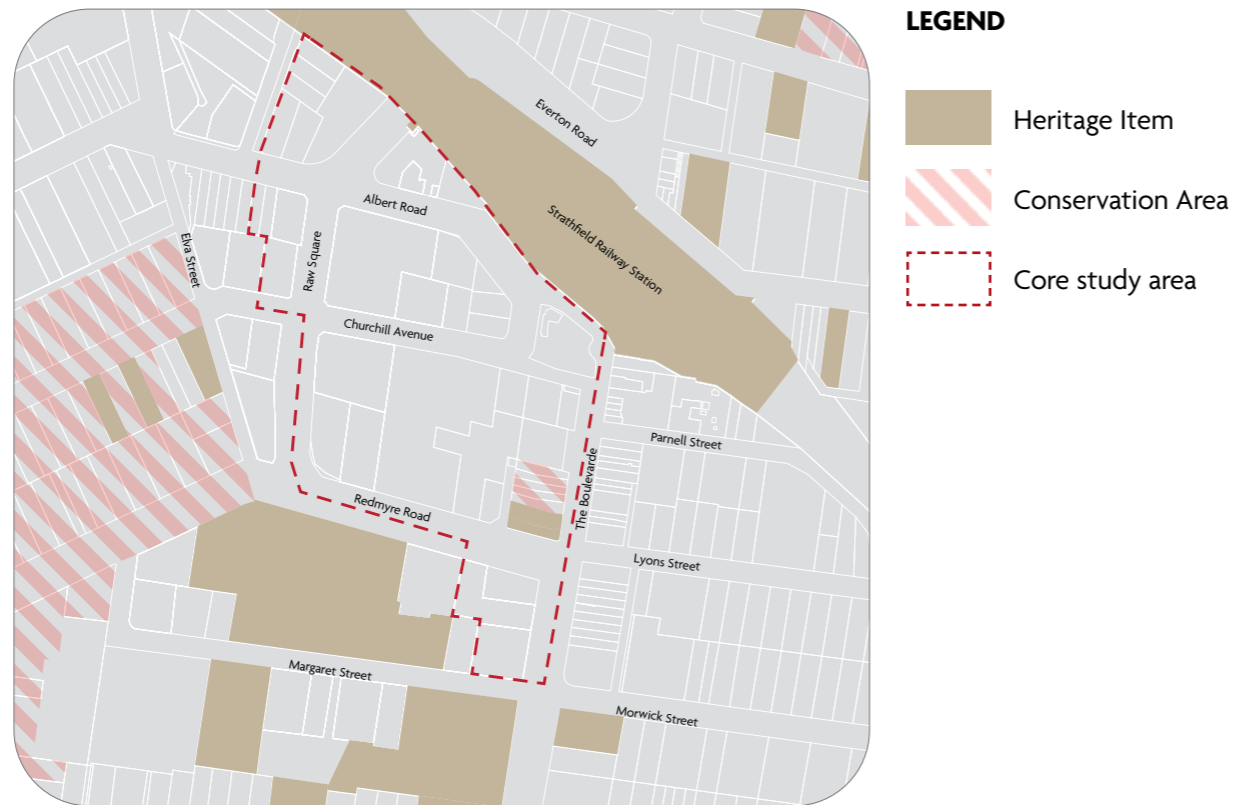 LEGEND
Heritage Item
Conservation Area
Core study area
Everton Road
Albert Road
Strathfield Railway Station
Elva Street
Raw Square
Churchill Avenue
Parnell Street
The Boulevarde
Redmyre Road
Lyons Street
Margaret Street
Morwick Street